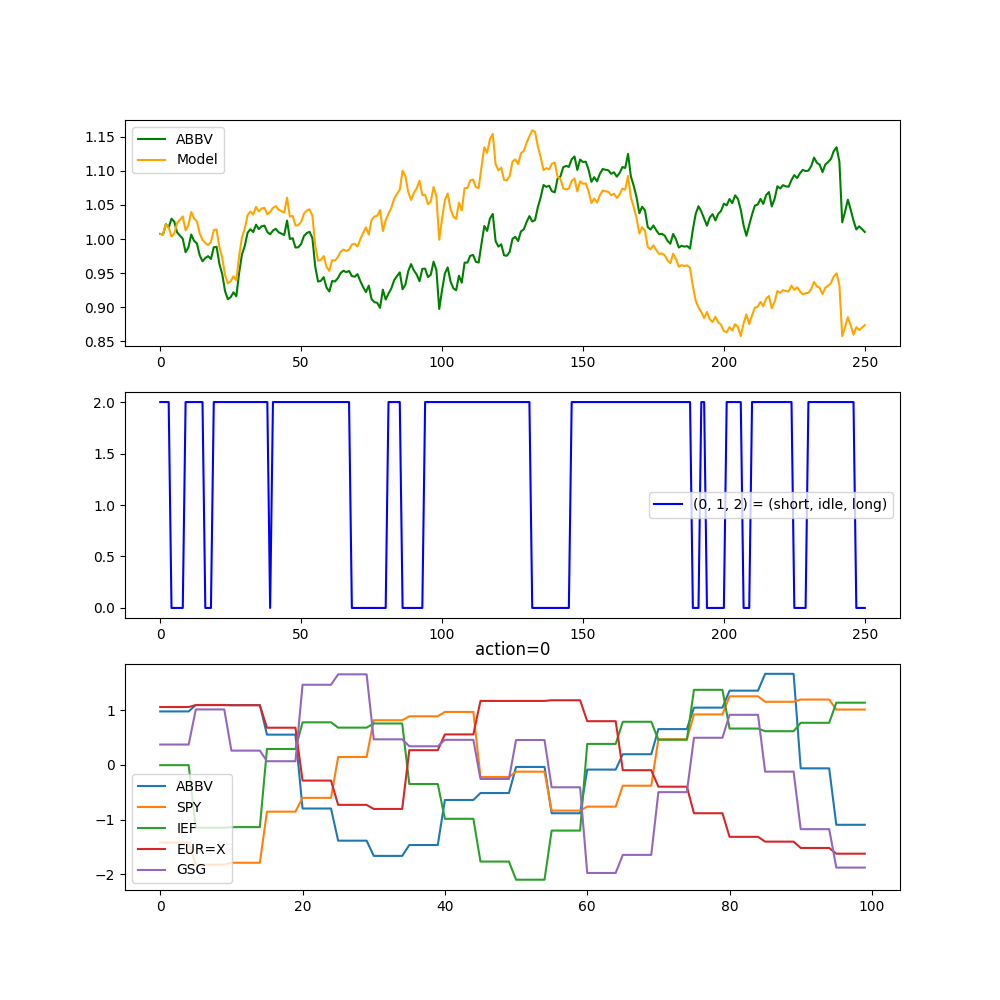 1.15
1.10
1.05
1.00
0.95
0.90
0.85
ABBV
Model
0 50 100 150 200 250
2.0
1.5
1.0
0.5
0.0
(0, 1, 2) = (short, idle, long)
0 50 100 150 200 250
action=0
1
0
−1
−2
ABBV
SPY
IEF
EUR=X
GSG
0 20 40 60 80 100